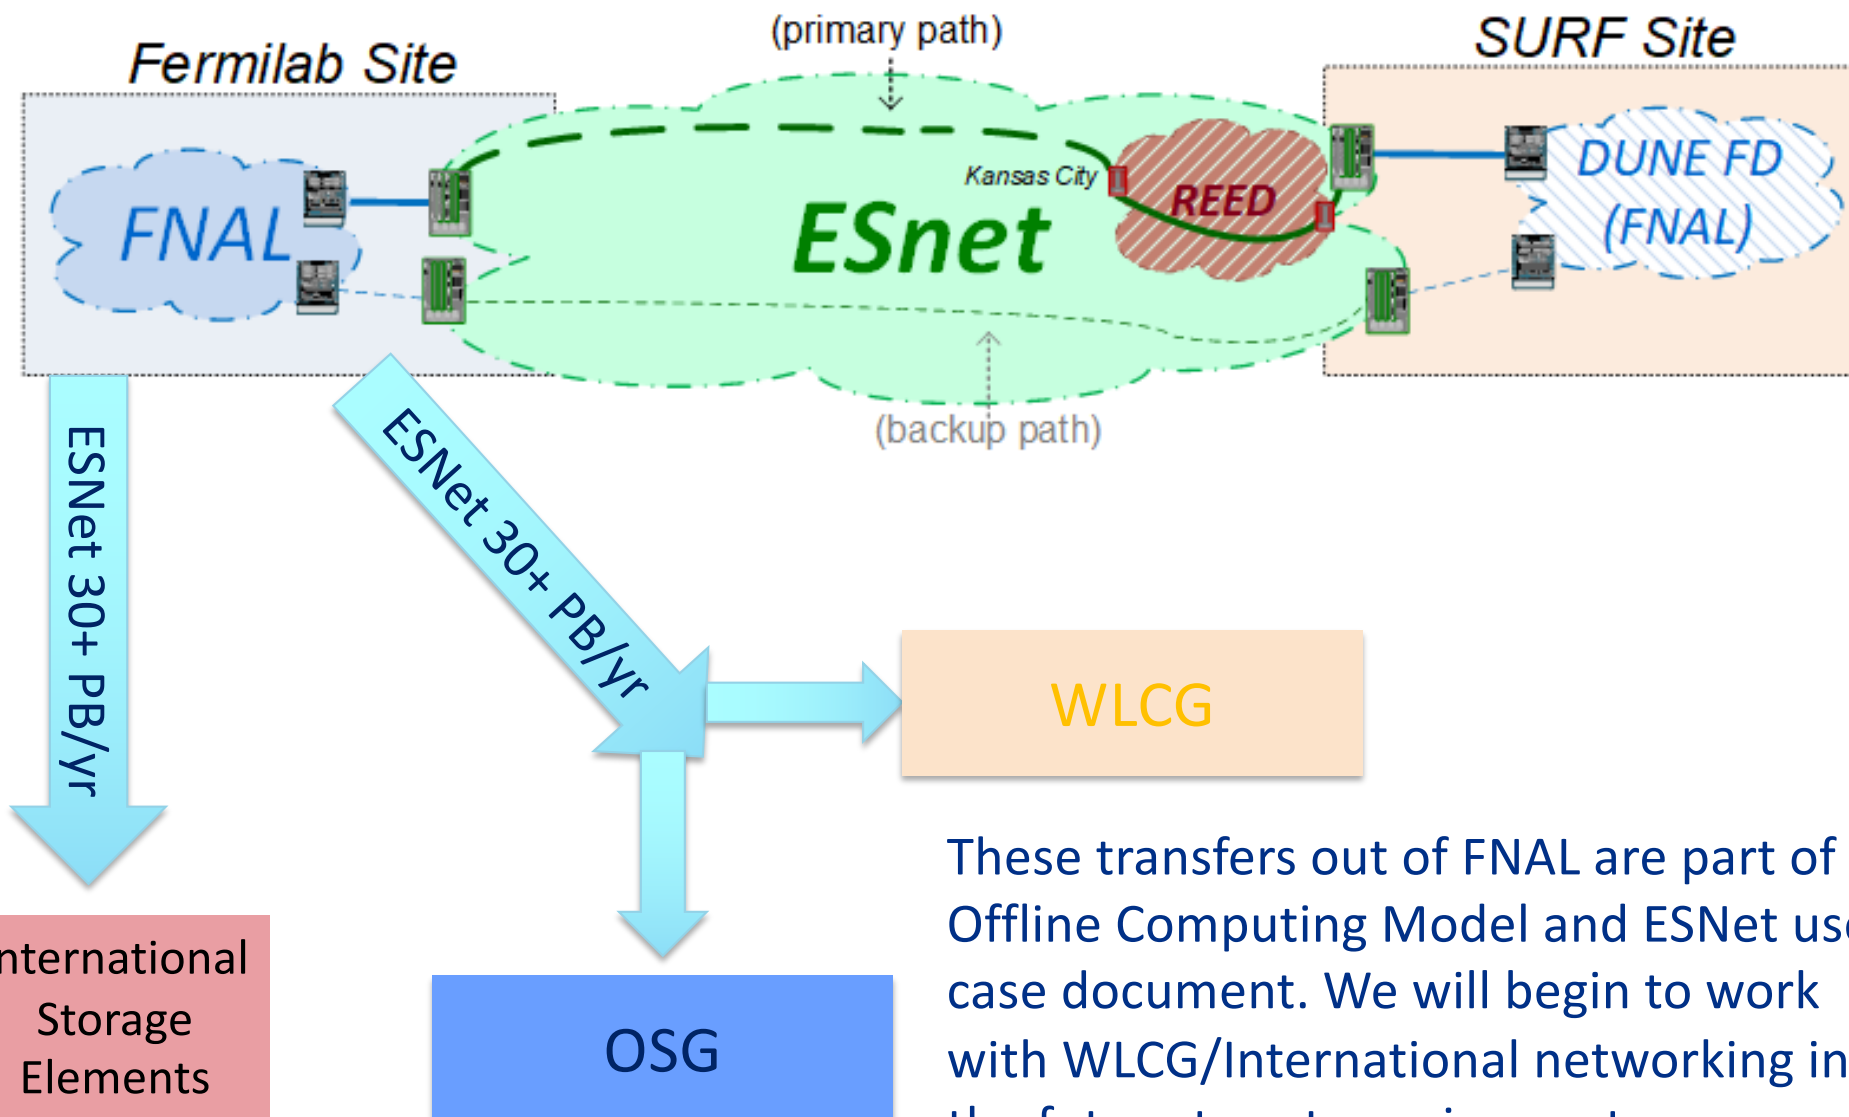 (primary path)
Fermilab Site
SURF Site
FNAL
Kansas City
REED
ESnet
DUNE FD
(FNAL)
(backup path)
ESNet 30+ PB/yr
ESNet 30+ PB/yr
WLCG
These transfers out of FNAL are part of
Offline Computing Model and ESNet use
case document. We will begin to work
with WLCG/International networking in
nternational
Storage
Elements
OSG